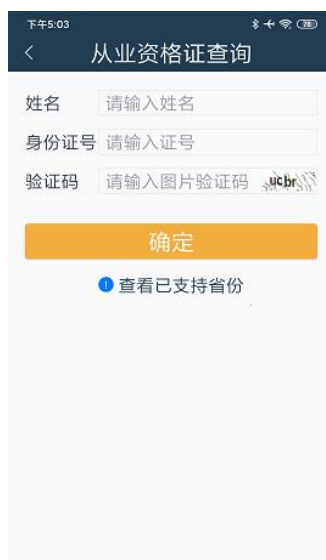 下午5:03
78
从业资格证查询
姓名 请输入姓名
身份证号 请输入证号
验证码 请输入图片验证码 ucbr
确定
查看已支持省份